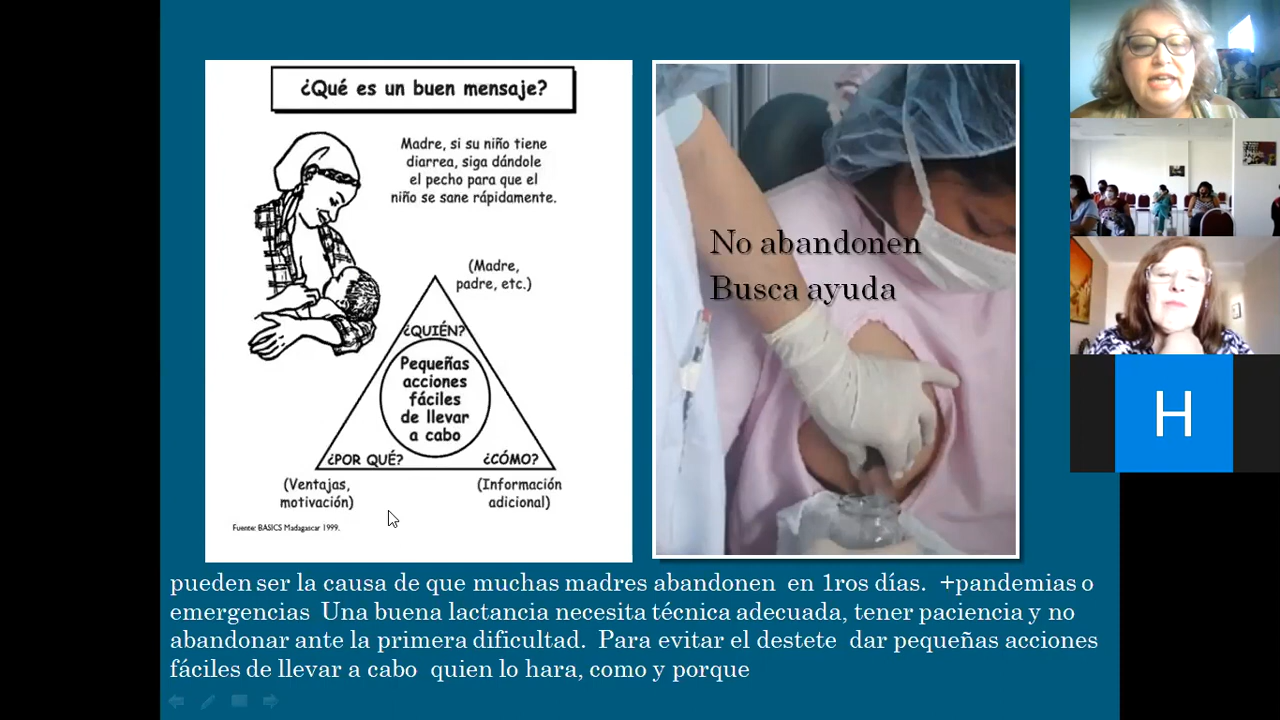 ¿Qué es un buen mensaje?
Madre, si su niño tiene
diarrea, siga dándole
el pecho para que el
niño se sane rápidamente.
(Madre,
padre, etc.)
¿QUIÉN?
Pequeñas
acciones
fáciles
de llevar
a cabo
¿POR QUÉ?
¿CÓMO?
(Ventajas,
motivación)
(Información
adicional)
Fuente: BASICS Madagascar 1999.
No abandonen
Busca ayuda
pueden ser la causa de que muchas madres abandonen en 1ros días. +pandemias o
emergencias Una buena lactancia necesita técnica adecuada, tener paciencia y no
abandonar ante la primera dificultad. Para evitar el destete dar pequeñas acciones
fáciles de llevar a cabo quien lo hara, como y porque
H